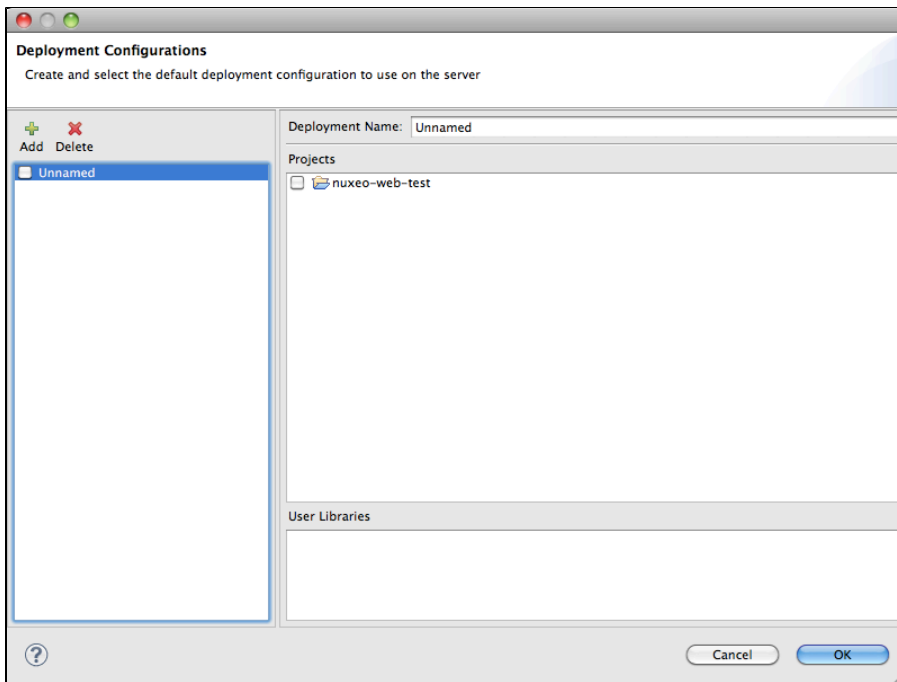 Deployment Configurations
Create and select the default deployment configuration to use on the server
Add Delete
Unnamed
Deployment Name: Unnamed
Projects
nuxeo-web-test
User Libraries
?
Cancel OK